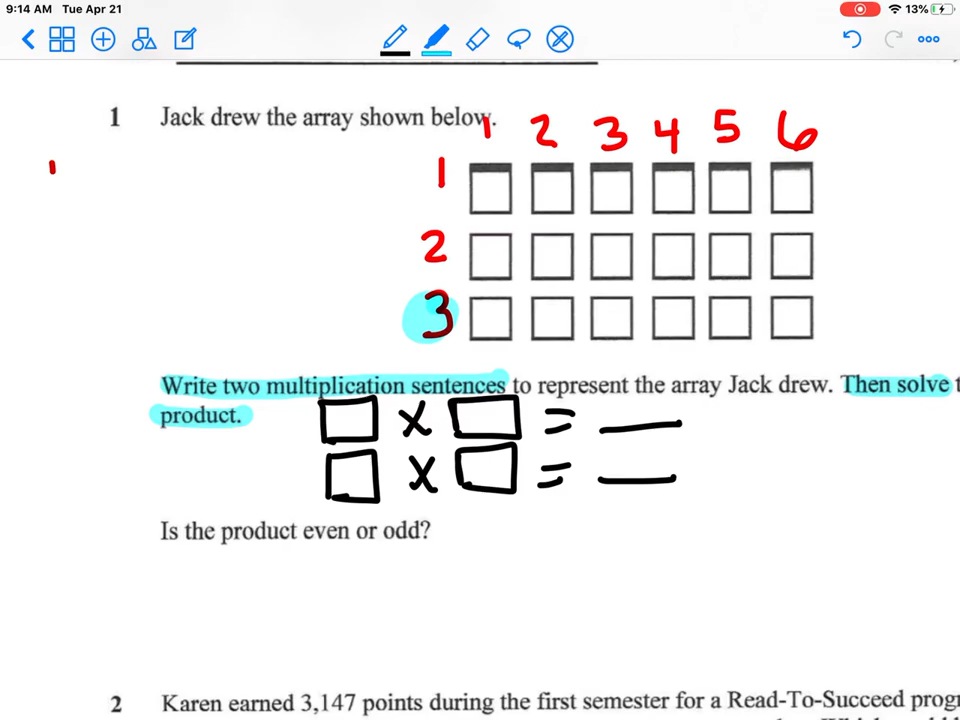 9:14 AM Tue Apr 21
13%
1 Jack drew the array shown below.
1 2 3 4 5 6
1
2
3
Write two multiplication sentences to represent the array Jack drew. Then solve
product.
× =
× =
Is the product even or odd?
2 Karen earned 3,147 points during the first semester for a Read-To-Succeed